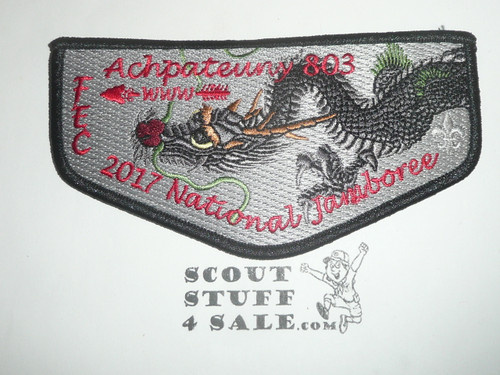 Achpateuny 803
WWW
FEC
2017 National Jamboree
SCOUT
STUFF
4 SALE.COM